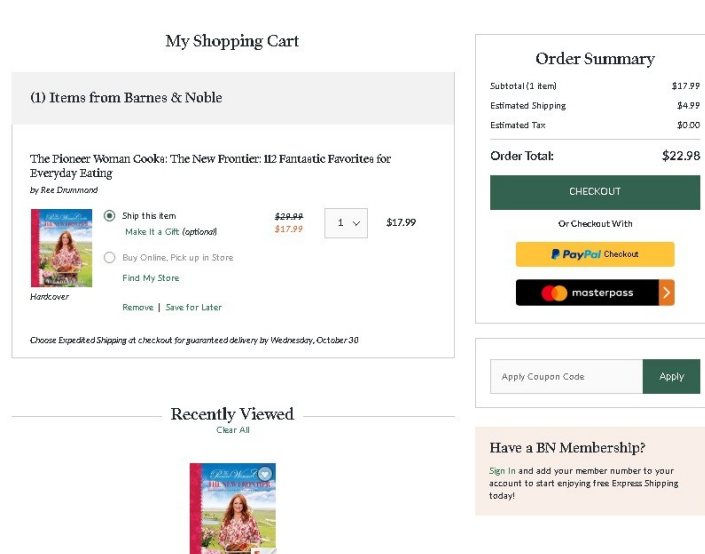 My Shopping Cart
(1) Items from Barnes & Noble
The Pioneer Woman Cooks: The New Frontier: 112 Fantastic Favorites for
Everyday Eating
by Ree Drummond
Ship this item
$29.99
1
$17.99
Make It a Gift (optional)
$17.99
Buy Online, Pick up in Store
Find My Store
Hardcover
Remove | Save for Later
Choose Expedited Shipping at checkout for guaranteed delivery by Wednesday, October 30
Recently Viewed
Clear All
THE NEW FRONTIER
Order Summary
Subtotal (1 item) $17.99
Estimated Shipping $4.99
Estimated Tax $0.00
Order Total: $22.98
CHECKOUT
Or Checkout With
PayPal Checkout
masterpass
Apply Coupon Code
Apply
Have a BN Membership?
Sign In and add your member number to your
account to start enjoying free Express Shipping
today!